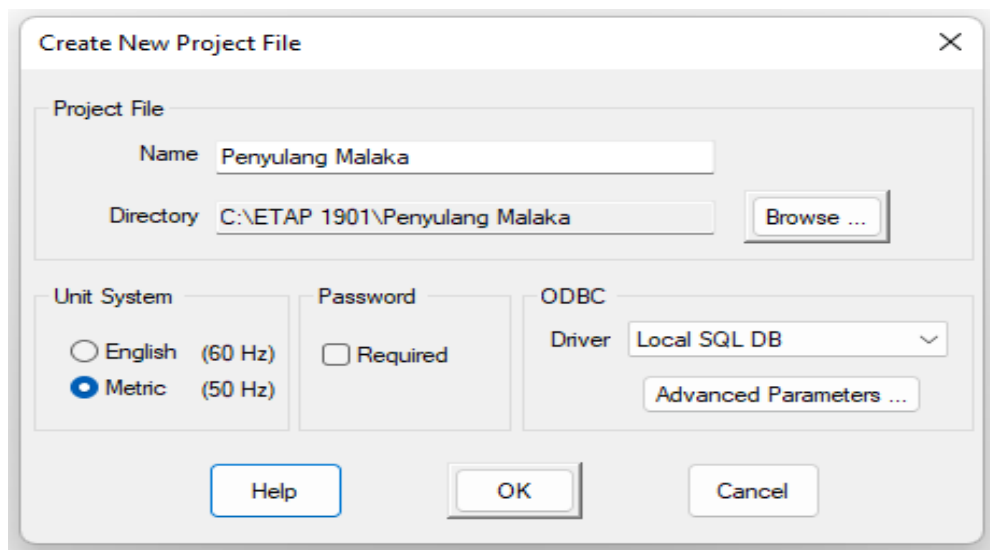 Create New Project File
Project File
Name Penyulang Malaka
Directory C:\ETAP 1901\Penyulang Malaka Browse ...
Unit System
English (60 Hz)
Metric (50 Hz)
Password
Required
ODBC
Driver Local SQL DB
Advanced Parameters ...
Help OK Cancel